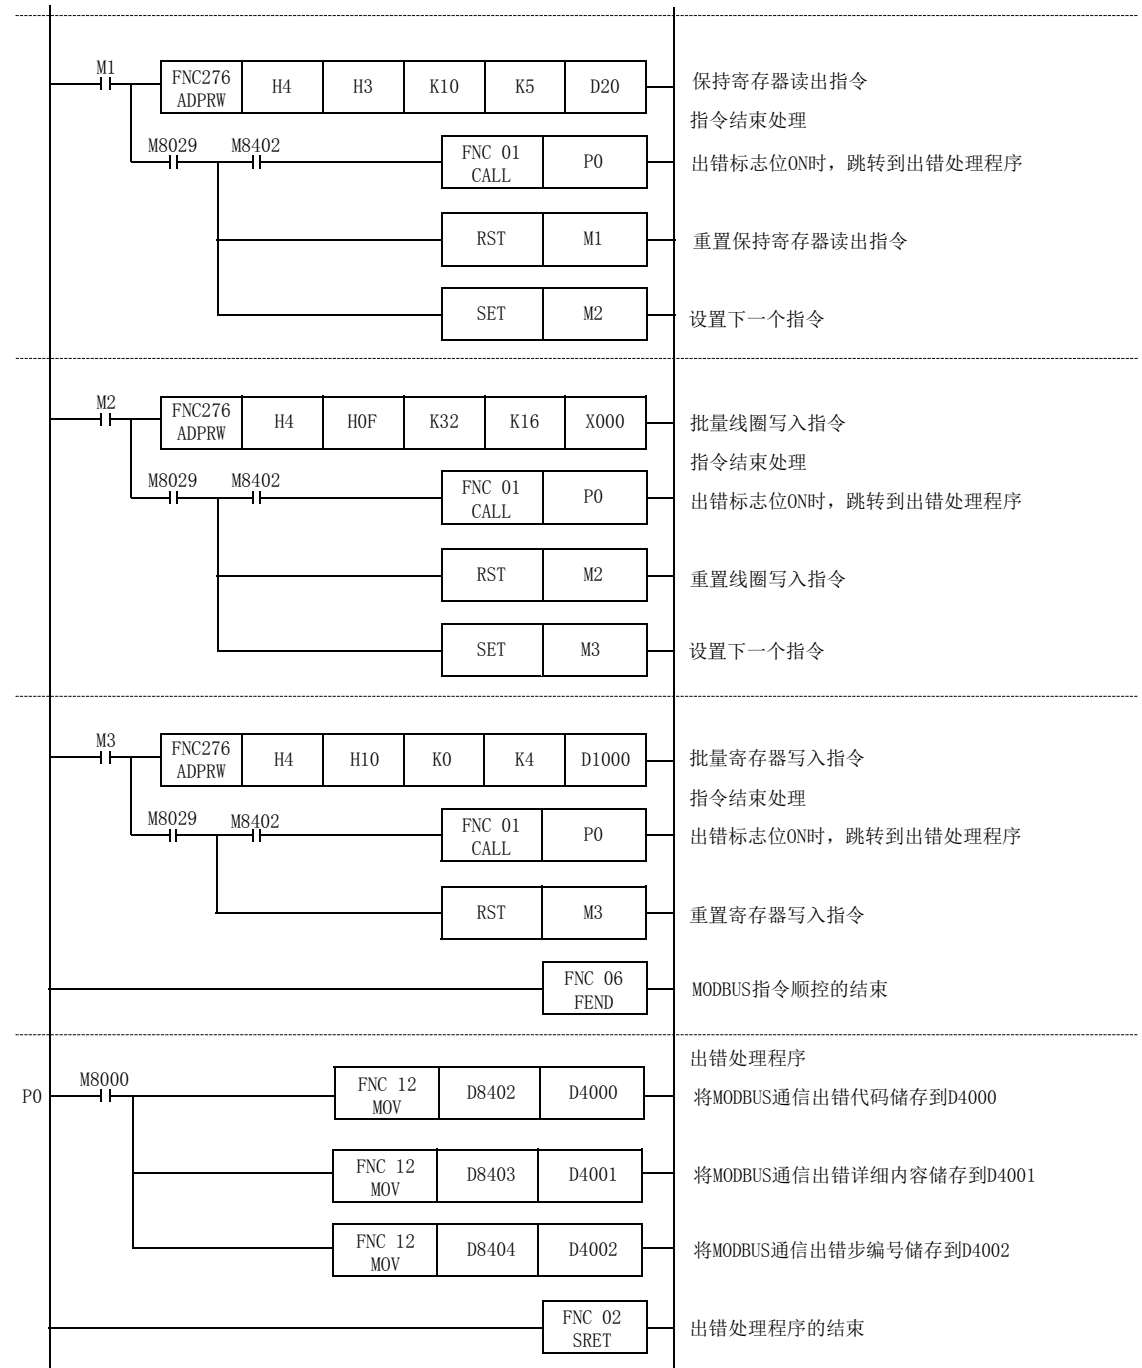 M1
FNC276 ADPRW H4 H3 K10 K5 D20 保持寄存器读出指令
指令结束处理
M8029 M8402 FNC 01 CALL P0 出错标志位ON时，跳转到出错处理程序
RST M1 重置保持寄存器读出指令
SET M2 设置下一个指令
M2
FNC276 ADPRW H4 H0F K32 K16 X000 批量线圈写入指令
指令结束处理
M8029 M8402 FNC 01 CALL P0 出错标志位ON时，跳转到出错处理程序
RST M2 重置线圈写入指令
SET M3 设置下一个指令
M3
FNC276 ADPRW H4 H10 K0 K4 D1000 批量寄存器写入指令
指令结束处理
M8029 M8402 FNC 01 CALL P0 出错标志位ON时，跳转到出错处理程序
RST M3 重置寄存器写入指令
FNC 06 FEND MODBUS指令顺控的结束
出错处理程序
P0 M8000 FNC 12 MOV D8402 D4000 将MODBUS通信出错代码储存到D4000
FNC 12 MOV D8403 D4001 将MODBUS通信出错详细内容储存到D4001
FNC 12 MOV D8404 D4002 将MODBUS通信出错步编号储存到D4002
FNC 02 SRET 出错处理程序的结束